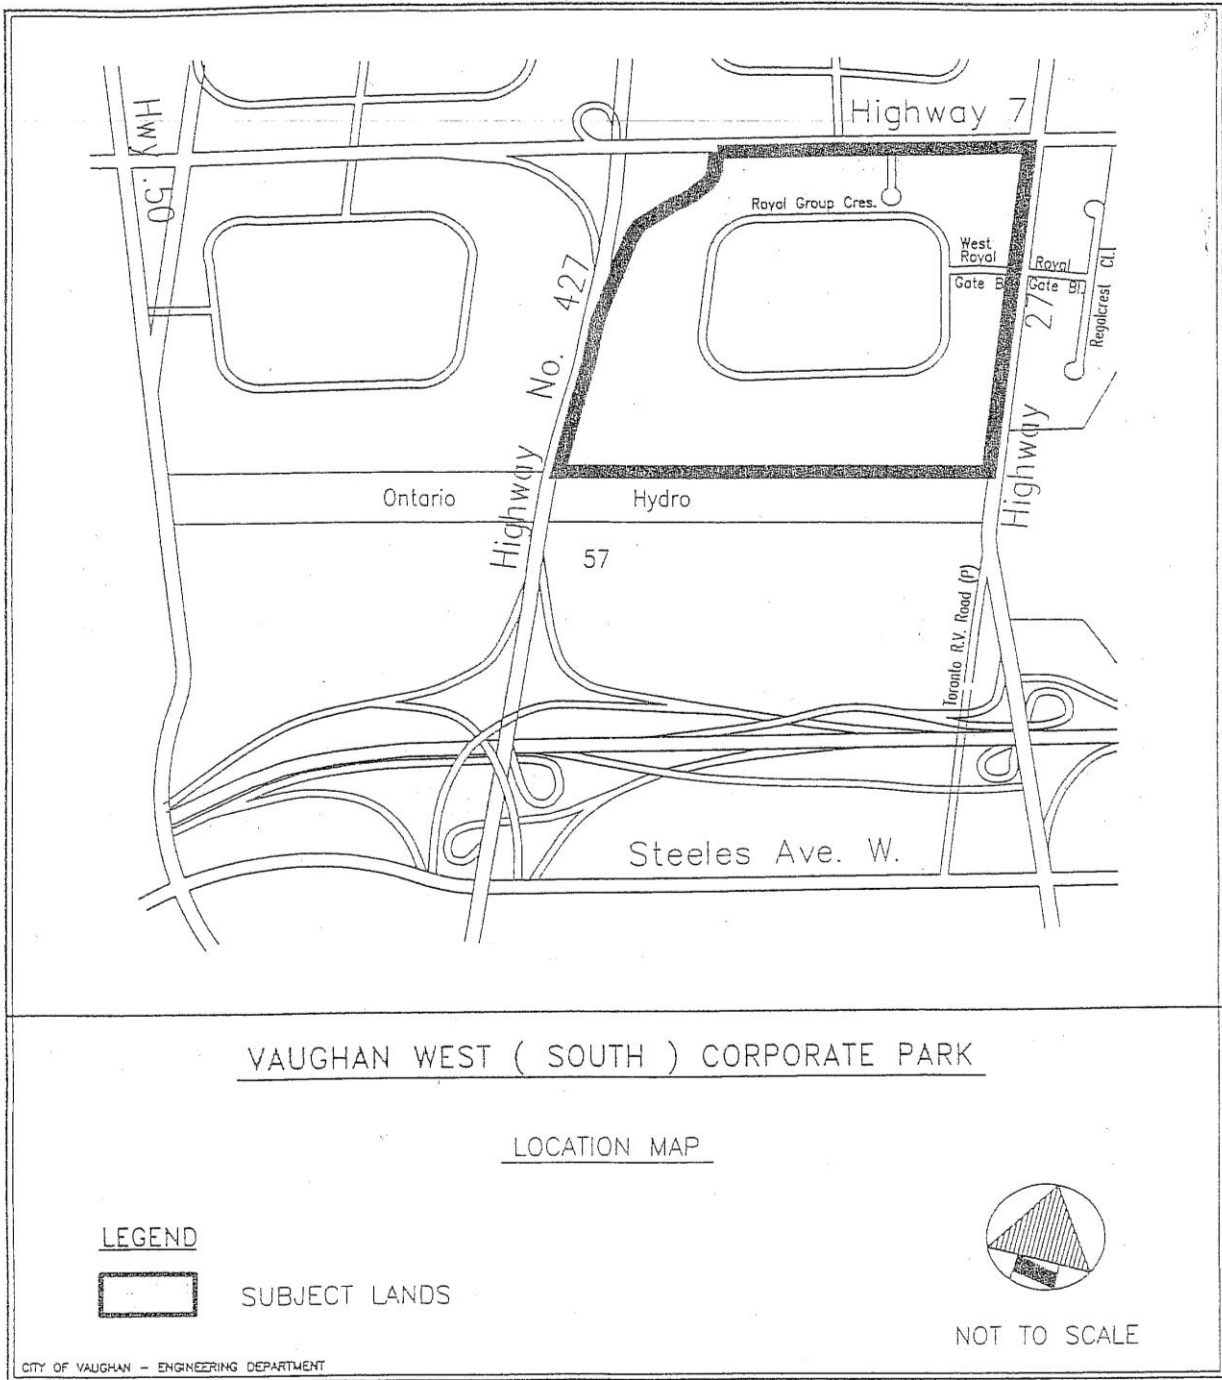 Highway 7
Hwy .50
Royal Group Cres.
West
Royal
Gate B
Royal
Gate Bl.
Regalcrest Ct.
Highway 27
Highway No. 427
Ontario Hydro
57
Toronto R.V. Road (P)
Steeles Ave. W.
VAUGHAN WEST ( SOUTH ) CORPORATE PARK
LOCATION MAP
LEGEND
SUBJECT LANDS
NOT TO SCALE
CITY OF VAUGHAN - ENGINEERING DEPARTMENT